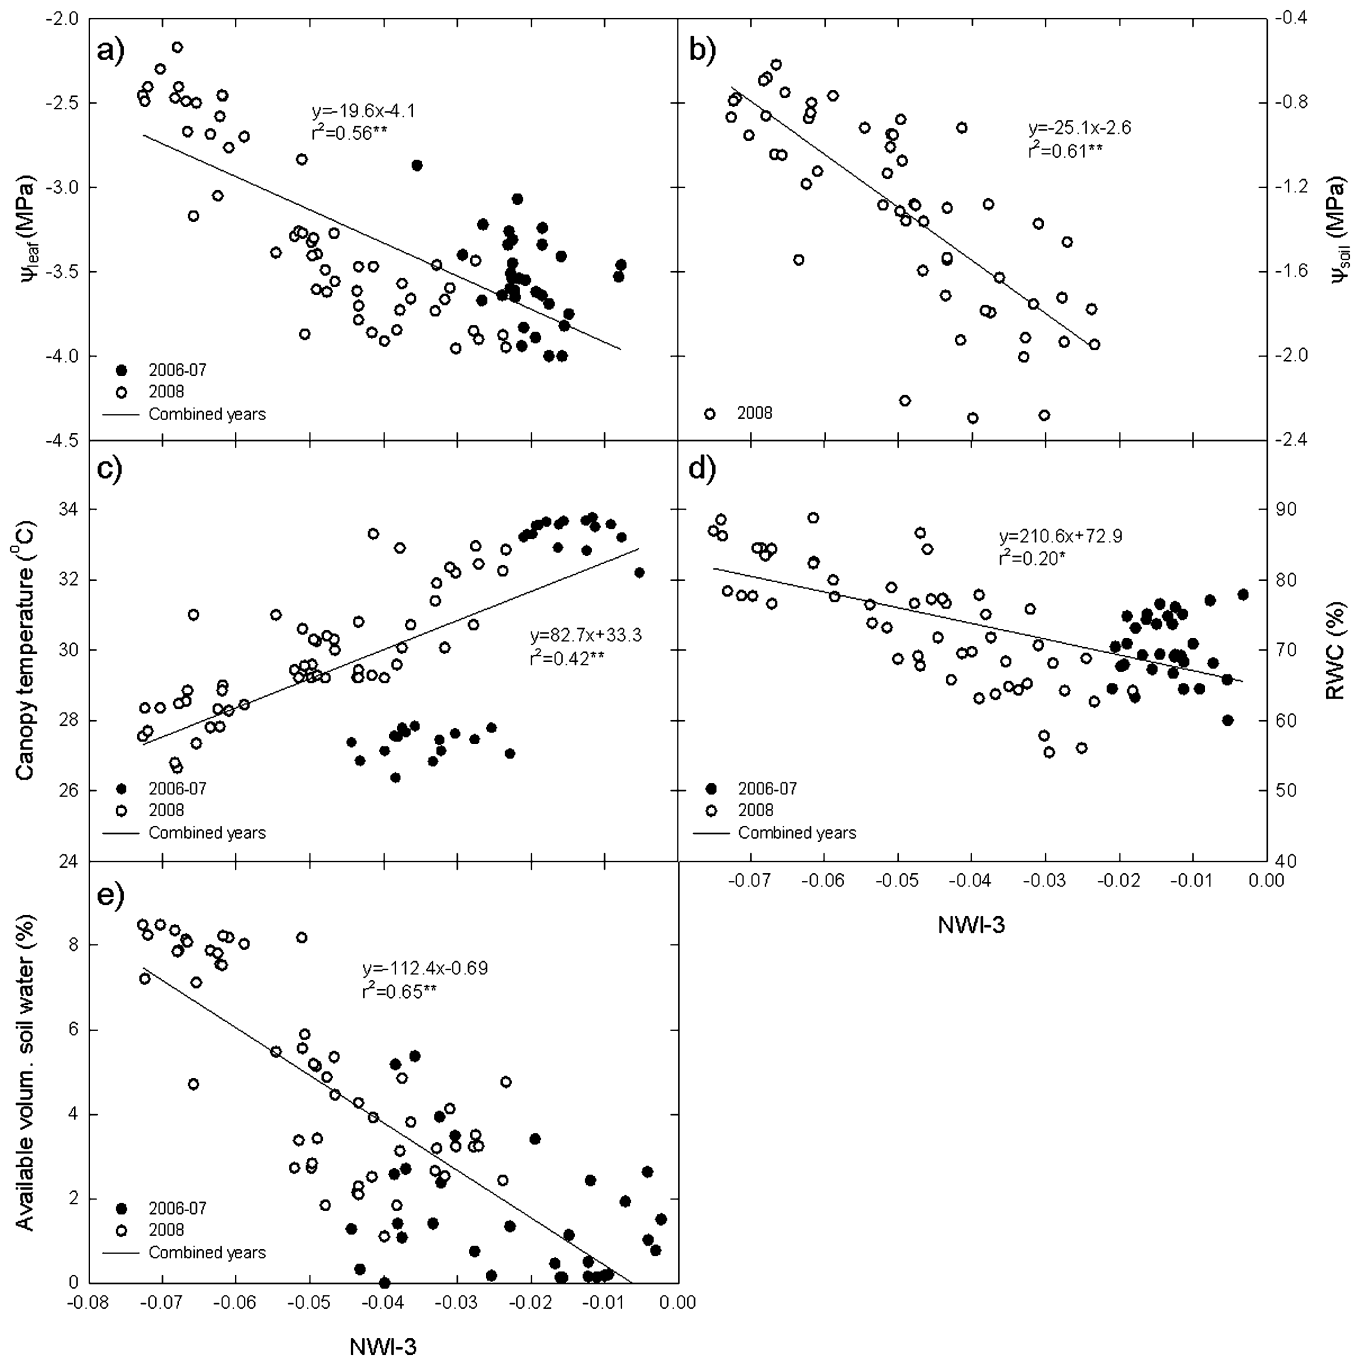 -2.0
-2.5
-3.0
-3.5
-4.0
-4.5
ψleaf (MPa)
a)
y=-19.6x-4.1
r²=0.56**
2006-07
2008
Combined years
b)
y=-25.1x-2.6
r²=0.61**
2008
-0.4
-0.8
-1.2
-1.6
-2.0
-2.4
ψsoil (MPa)
34
32
30
28
26
24
Canopy temperature (⁰C)
c)
y=82.7x+33.3
r²=0.42**
2006-07
2008
Combined years
d)
y=210.6x+72.9
r²=0.20*
2006-07
2008
Combined years
90
80
70
60
50
40
RWC (%)
-0.07 -0.06 -0.05 -0.04 -0.03 -0.02 -0.01 0.00
NWI-3
8
6
4
2
0
Available volum. soil water (%)
e)
y=-112.4x-0.69
r²=0.65**
2006-07
2008
Combined years
-0.08 -0.07 -0.06 -0.05 -0.04 -0.03 -0.02 -0.01 0.00
NWI-3